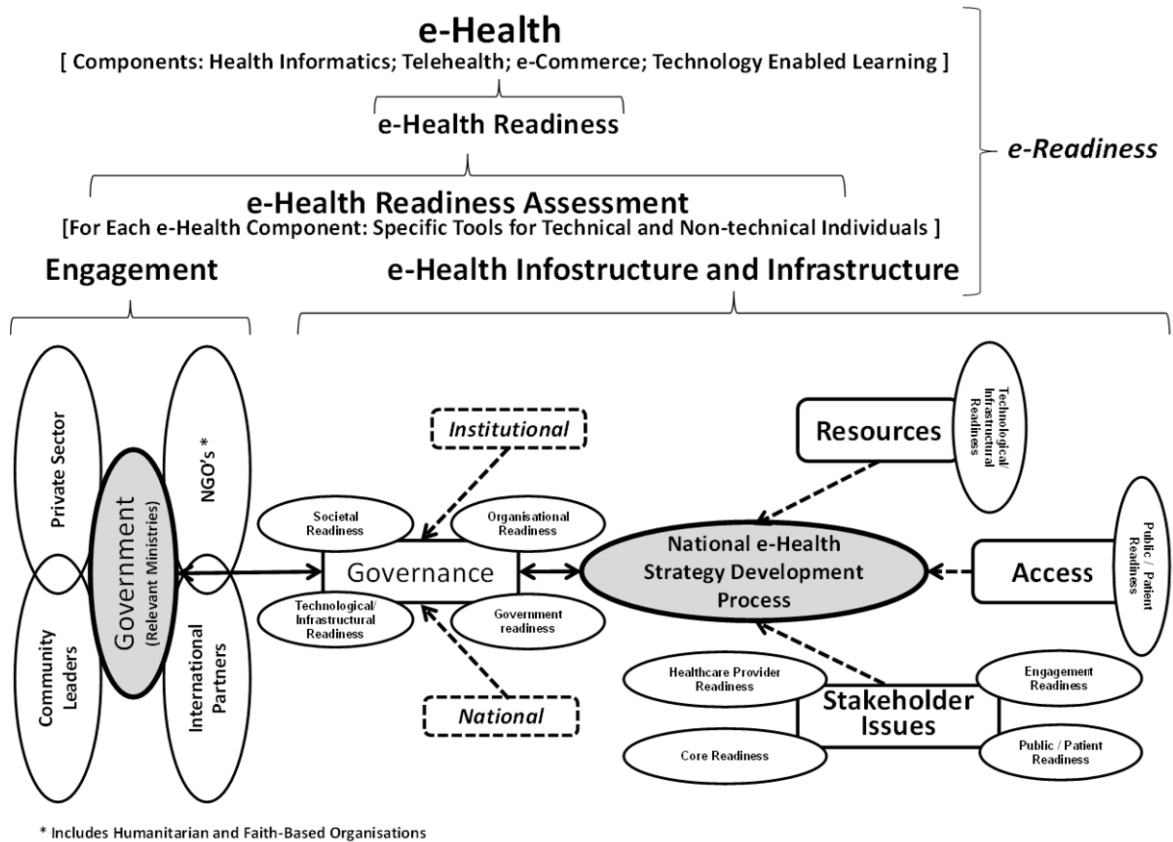 e-Health
[ Components: Health Informatics; Telehealth; e-Commerce; Technology Enabled Learning ]
e-Health Readiness
e-Readiness
e-Health Readiness Assessment
[For Each e-Health Component: Specific Tools for Technical and Non-technical Individuals ]
Engagement
e-Health Infostructure and Infrastructure
Private Sector
NGO's *
Government
(Relevant Ministries)
Community
Leaders
International
Partners
Institutional
Societal
Readiness
Organisational
Readiness
Governance
Technological/
Infrastructural
Readiness
Government
readiness
National
Resources
Technological/
Infrastructural
Readiness
National e-Health
Strategy Development
Process
Access
Public / Patient
Readiness
Healthcare Provider
Readiness
Engagement
Readiness
Stakeholder
Issues
Core Readiness
Public / Patient
Readiness
* Includes Humanitarian and Faith-Based Organisations